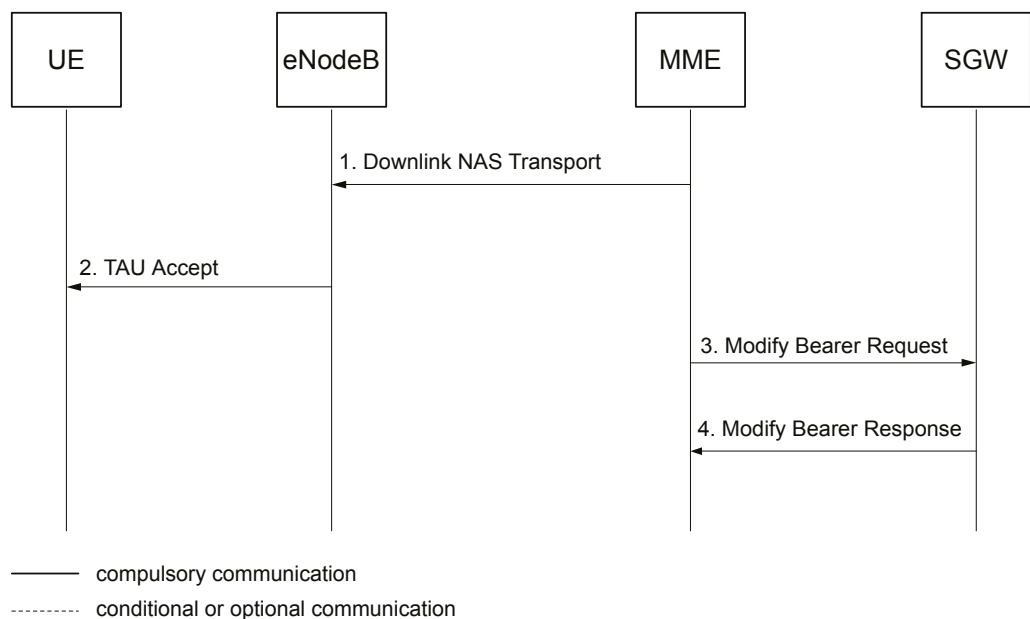 UE
eNodeB
MME
SGW
1. Downlink NAS Transport
2. TAU Accept
3. Modify Bearer Request
4. Modify Bearer Response
compulsory communication
conditional or optional communication